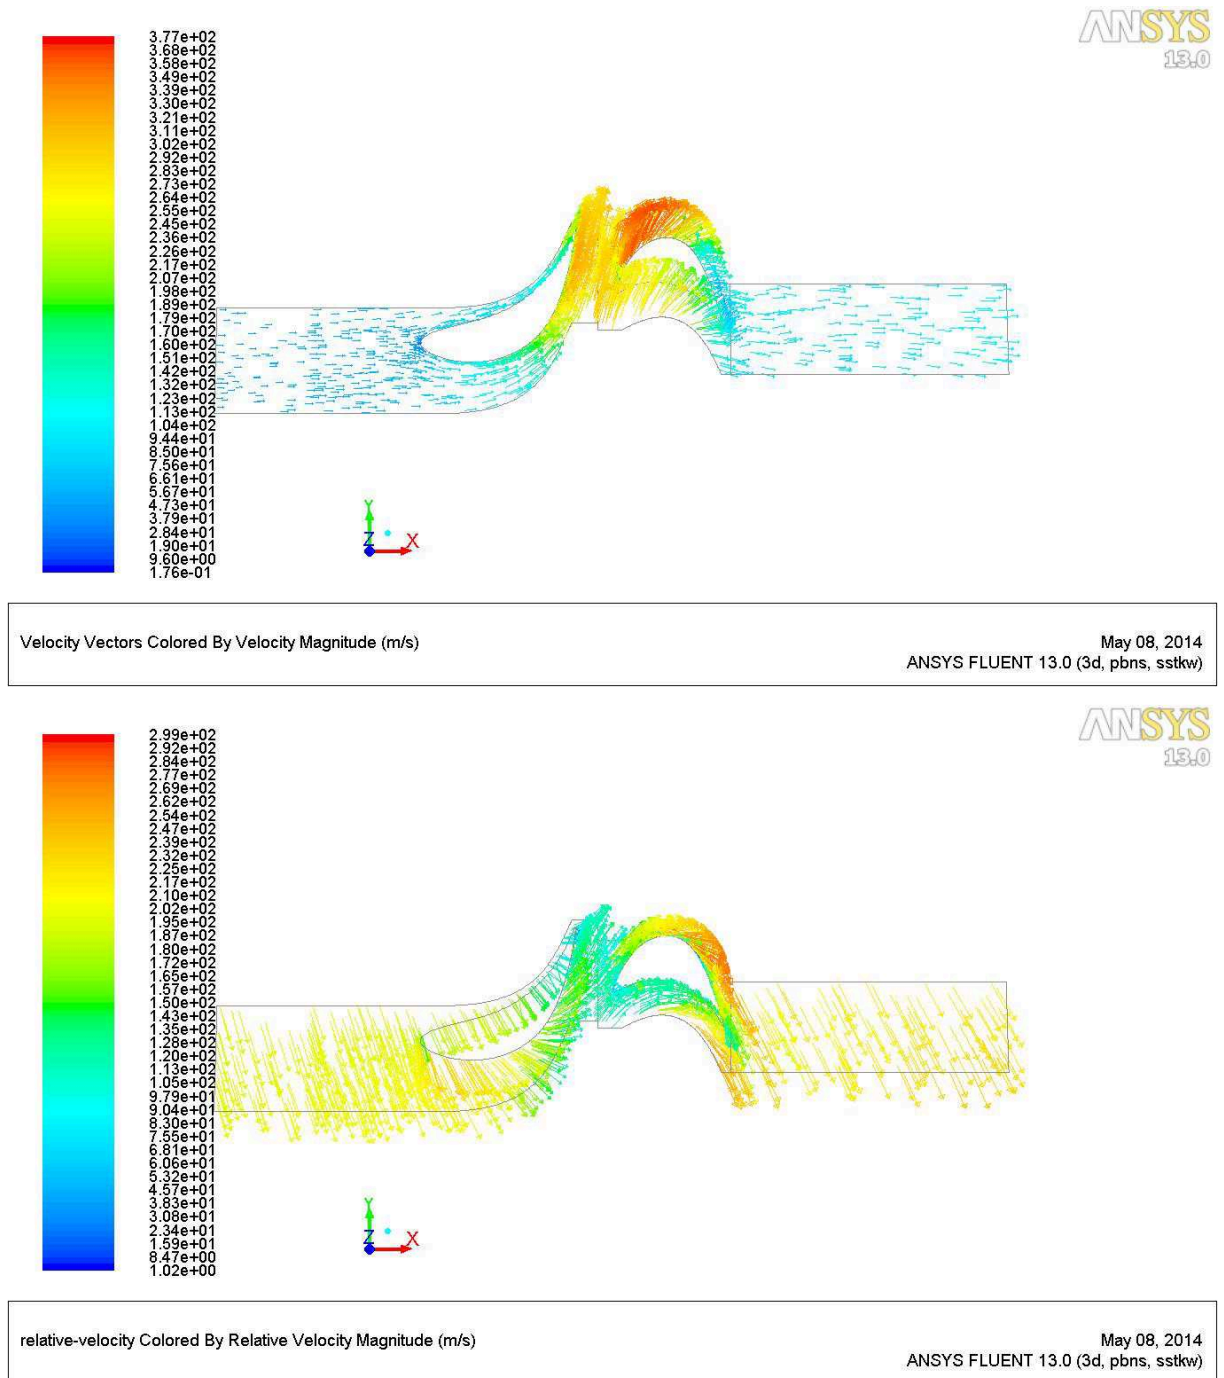 ANSYS
13.0
3.77e+02
3.68e+02
3.58e+02
3.49e+02
3.39e+02
3.30e+02
3.21e+02
3.11e+02
3.02e+02
2.92e+02
2.83e+02
2.73e+02
2.64e+02
2.55e+02
2.45e+02
2.36e+02
2.26e+02
2.17e+02
2.07e+02
1.98e+02
1.89e+02
1.79e+02
1.70e+02
1.60e+02
1.51e+02
1.42e+02
1.32e+02
1.23e+02
1.13e+02
1.04e+02
9.44e+01
8.50e+01
7.56e+01
6.61e+01
5.67e+01
4.73e+01
3.79e+01
2.84e+01
1.90e+01
9.60e+00
1.76e-01
Y
Z
X
Velocity Vectors Colored By Velocity Magnitude (m/s)
May 08, 2014
ANSYS FLUENT 13.0 (3d, pbns, sstkw)
ANSYS
13.0
2.99e+02
2.92e+02
2.84e+02
2.77e+02
2.69e+02
2.62e+02
2.54e+02
2.47e+02
2.39e+02
2.32e+02
2.25e+02
2.17e+02
2.10e+02
2.02e+02
1.95e+02
1.87e+02
1.80e+02
1.72e+02
1.65e+02
1.57e+02
1.50e+02
1.43e+02
1.35e+02
1.28e+02
1.20e+02
1.13e+02
1.05e+02
9.79e+01
9.04e+01
8.30e+01
7.55e+01
6.81e+01
6.06e+01
5.32e+01
4.57e+01
3.83e+01
3.08e+01
2.34e+01
1.59e+01
8.47e+00
1.02e+00
Y
Z
X
relative-velocity Colored By Relative Velocity Magnitude (m/s)
May 08, 2014
ANSYS FLUENT 13.0 (3d, pbns, sstkw)